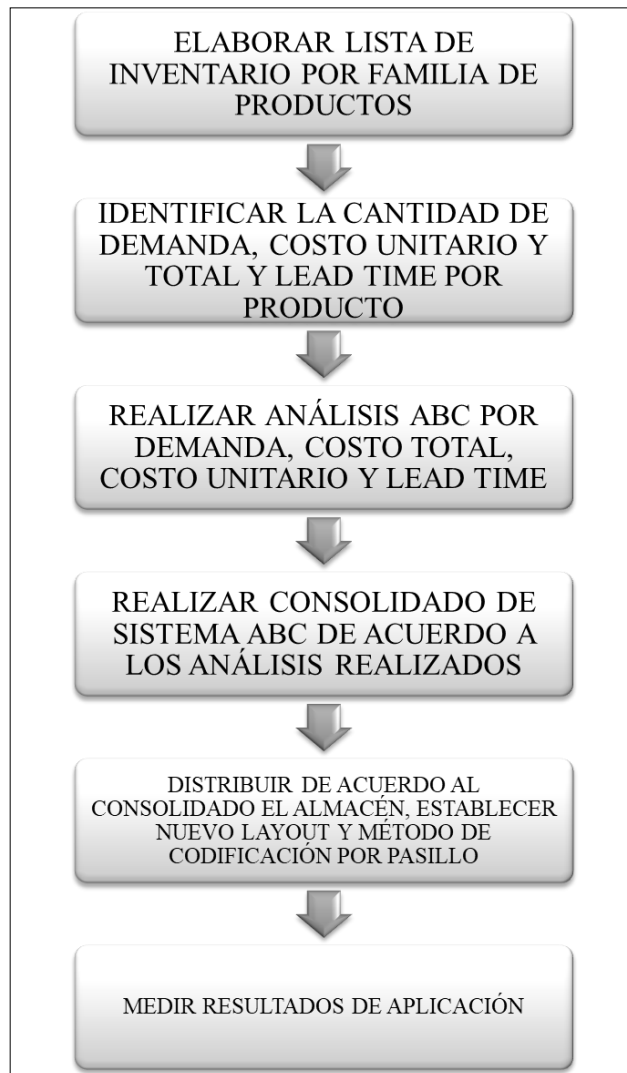 ELABORAR LISTA DE
INVENTARIO POR FAMILIA DE
PRODUCTOS
IDENTIFICAR LA CANTIDAD DE
DEMANDA, COSTO UNITARIO Y
TOTAL Y LEAD TIME POR
PRODUCTO
REALIZAR ANÁLISIS ABC POR
DEMANDA, COSTO TOTAL,
COSTO UNITARIO Y LEAD TIME
REALIZAR CONSOLIDADO DE
SISTEMA ABC DE ACUERDO A
LOS ANÁLISIS REALIZADOS
DISTRIBUIR DE ACUERDO AL
CONSOLIDADO EL ALMACÉN, ESTABLECER
NUEVO LAYOUT Y MÉTODO DE
CODIFICACIÓN POR PASILLO
MEDIR RESULTADOS DE APLICACIÓN